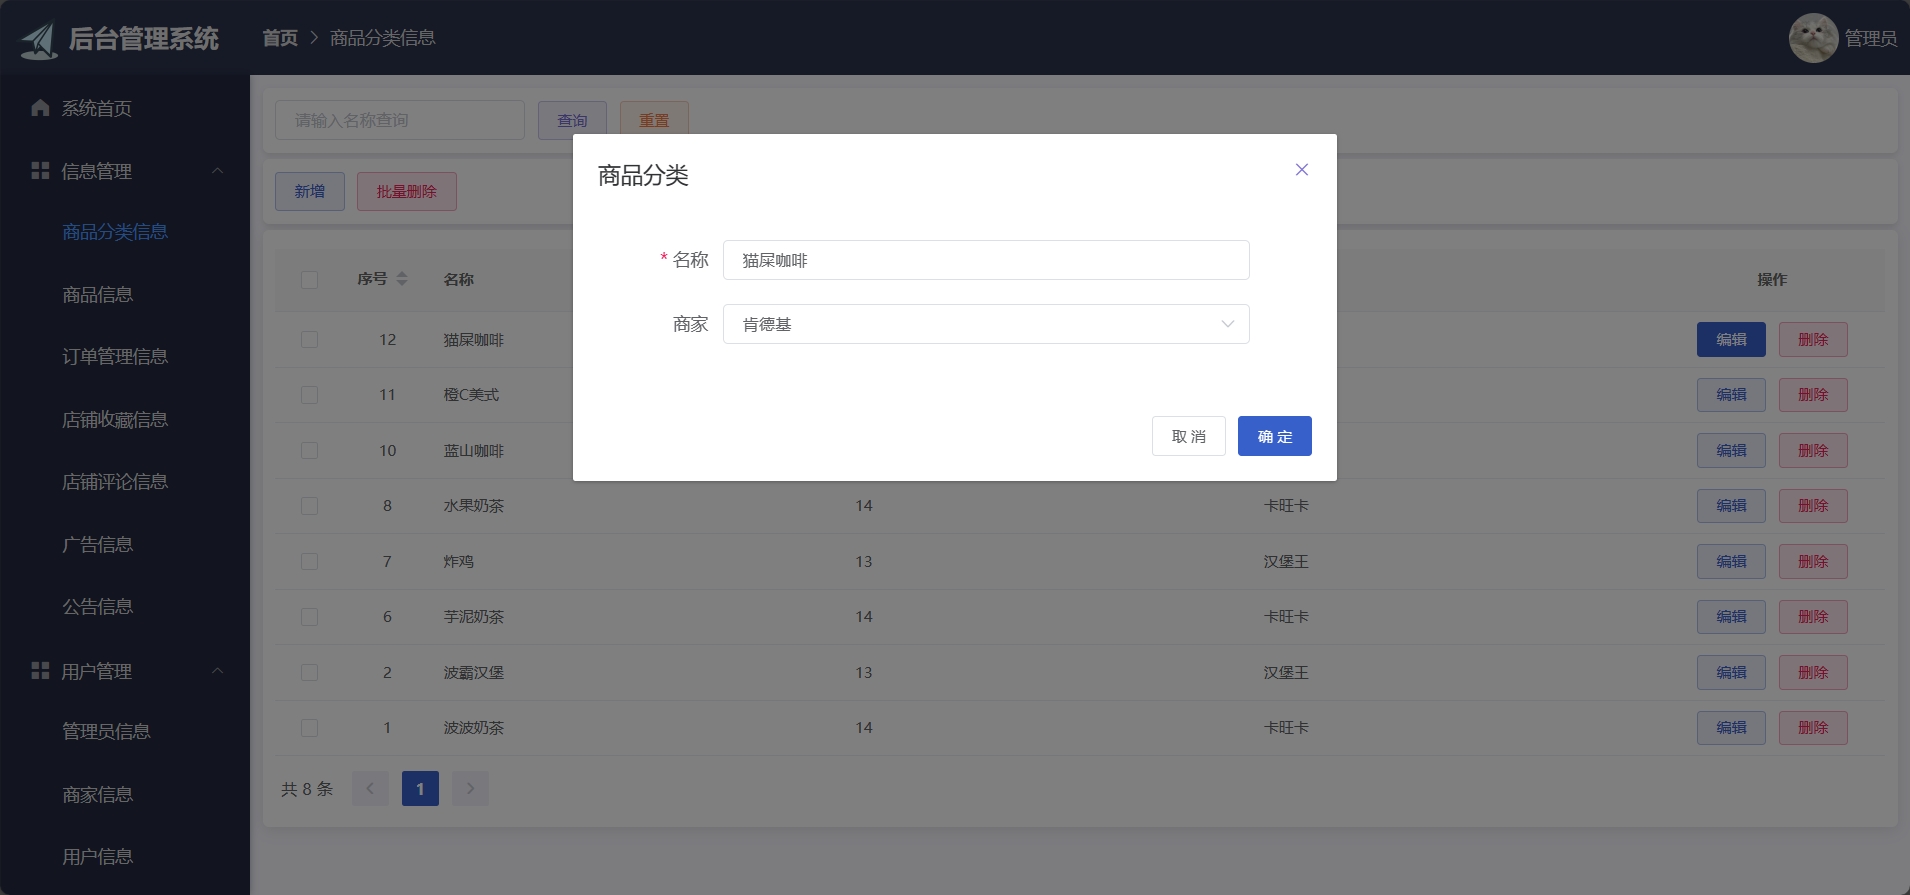 后台管理系统
首页 > 商品分类信息
管理员
系统首页
信息管理
商品分类信息
商品信息
订单管理信息
店铺收藏信息
店铺评论信息
广告信息
公告信息
用户管理
管理员信息
商家信息
用户信息
请输入名称查询 查询 重置
新增 批量删除
商品分类
* 名称 猫屎咖啡
商家 肯德基
取消 确定
序号 名称 操作
12 猫屎咖啡 编辑 删除
11 橙C美式 编辑 删除
10 蓝山咖啡 编辑 删除
8 水果奶茶 14 卡旺卡 编辑 删除
7 炸鸡 13 汉堡王 编辑 删除
6 芋泥奶茶 14 卡旺卡 编辑 删除
2 波霸汉堡 13 汉堡王 编辑 删除
1 波波奶茶 14 卡旺卡 编辑 删除
共 8 条 < 1 >